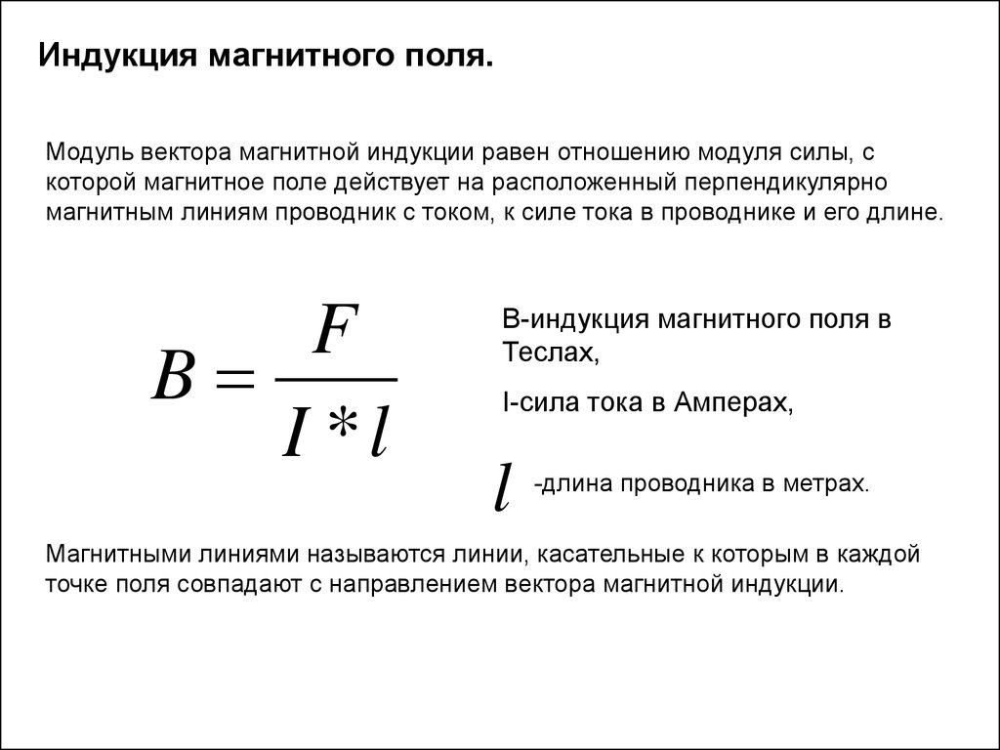 Индукция магнитного поля.
Модуль вектора магнитной индукции равен отношению модуля силы, с
которой магнитное поле действует на расположенный перпендикулярно
магнитным линиям проводник с током, к силе тока в проводнике и его длине.
B = F / I * l
В-индукция магнитного поля в
Теслах,
I-сила тока в Амперах,
l -длина проводника в метрах.
Магнитными линиями называются линии, касательные к которым в каждой
точке поля совпадают с направлением вектора магнитной индукции.